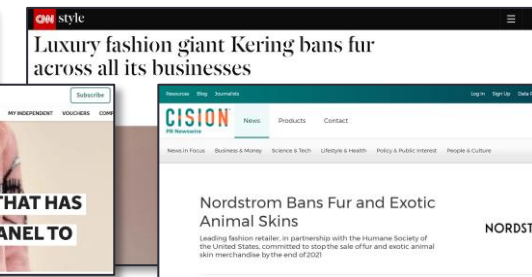 CNN style
Luxury fashion giant Kering bans fur
across all its businesses
Subscribe
MY INDEPENDENT VOUCHERS
THAT HAS
ANEL TO
Resources Blog Journalists
Log In Sign Up
CISION
PR Newswire
News Products Contact
News in Focus Business & Money Science & Tech Lifestyle & Health Policy & Public Interest People & Culture
Nordstrom Bans Fur and Exotic
Animal Skins
Leading fashion retailer, in partnership with the Humane Society of
the United States, committed to stop the sale of fur and exotic animal
skin merchandise by the end of 2021
NORDST